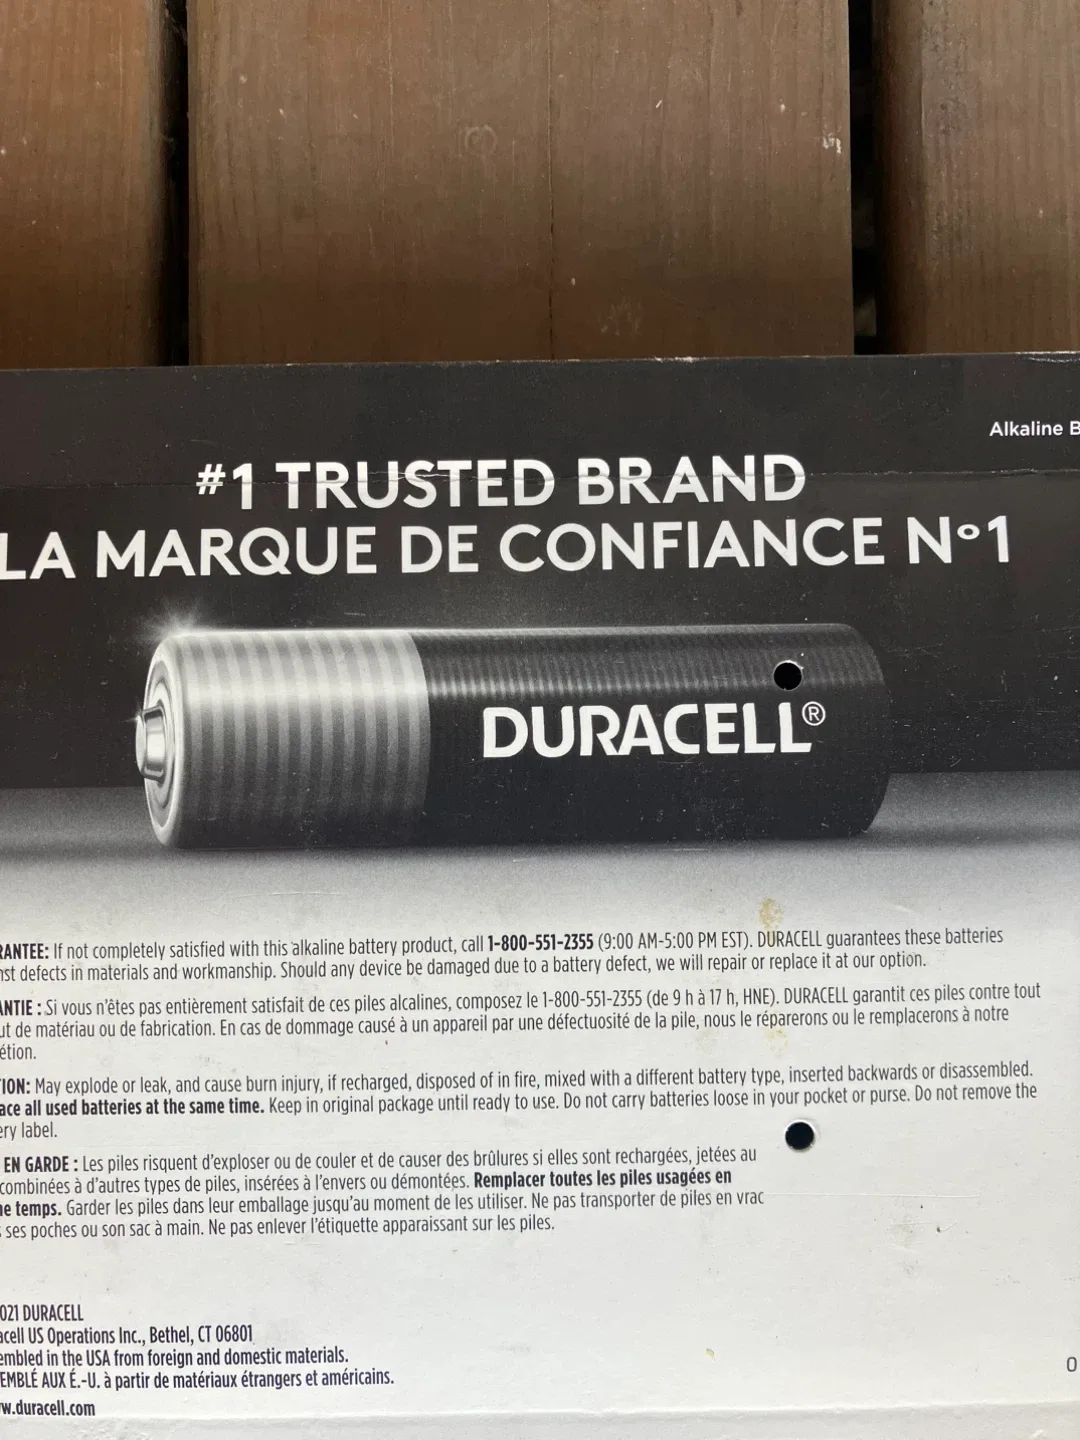 Alkaline
#1 TRUSTED BRAND
LA MARQUE DE CONFIANCE N°1
DURACELL®
RANTEE: If not completely satisfied with this alkaline battery product, call 1-800-551-2355 (9:00 AM-5:00 PM EST). DURACELL guarantees these batteries
nst defects in materials and workmanship. Should any device be damaged due to a battery defect, we will repair or replace it at our option.
ANTIE : Si vous n'êtes pas entièrement satisfait de ces piles alcalines, composez le 1-800-551-2355 (de 9 h à 17 h, HNE). DURACELL garantit ces piles contre tout
ut de matériau ou de fabrication. En cas de dommage causé à un appareil par une défectuosité de la pile, nous le réparerons ou le remplacerons à notre
étion.
ION: May explode or leak, and cause burn injury, if recharged, disposed of in fire, mixed with a different battery type, inserted backwards or disassembled.
ace all used batteries at the same time. Keep in original package until ready to use. Do not carry batteries loose in your pocket or purse. Do not remove the
ery label.
EN GARDE : Les piles risquent d'exploser ou de couler et de causer des brûlures si elles sont rechargées, jetées au
combinées à d'autres types de piles, insérées à l'envers ou démontées. Remplacer toutes les piles usagées en
ne temps. Garder les piles dans leur emballage jusqu'au moment de les utiliser. Ne pas transporter de piles en vrac
ses poches ou son sac à main. Ne pas enlever l'étiquette apparaissant sur les piles.
021 DURACELL
acell US Operations Inc., Bethel, CT 06801
embled in the USA from foreign and domestic materials.
EMBLÉ AUX É.-U. à partir de matériaux étrangers et américains.
w.duracell.com